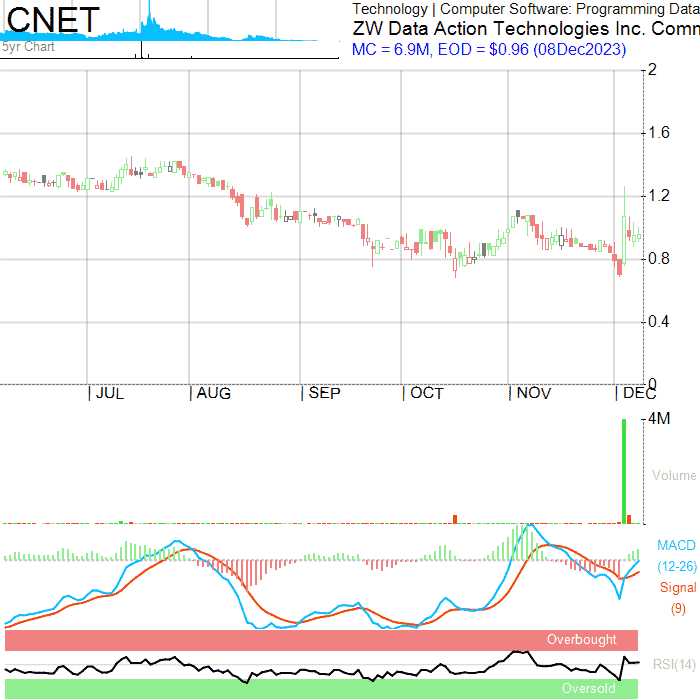 CNET
5yr Chart
Technology | Computer Software: Programming Data
ZW Data Action Technologies Inc. Comm
MC = 6.9M, EOD = $0.96 (08Dec2023)
2
1.6
1.2
0.8
0.4
0
JUL
AUG
SEP
OCT
NOV
DEC
4M
Volume
MACD
(12-26)
Signal
(9)
Overbought
RSI(14)
Oversold